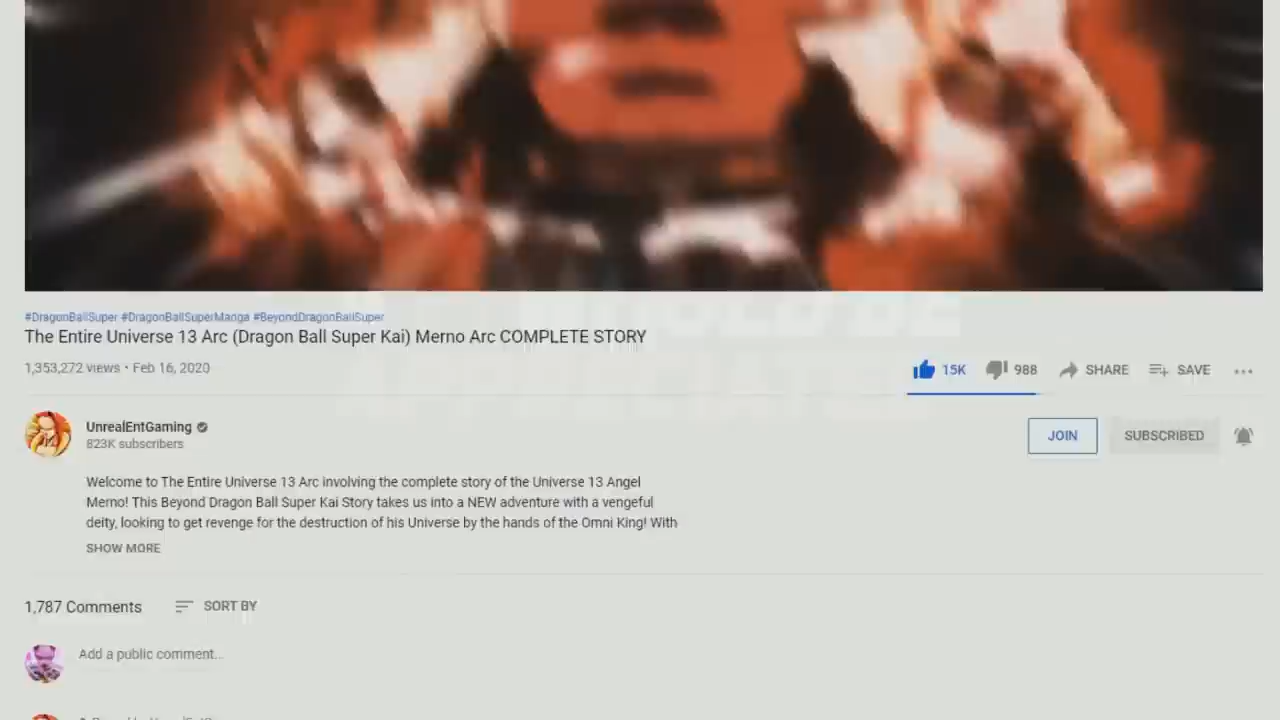 #DragonBallSuper #DragonBallSuperManga #BeyondDragonBallSuper
The Entire Universe 13 Arc (Dragon Ball Super Kai) Merno Arc COMPLETE STORY
1,353,272 views • Feb 16, 2020
15K 988 SHARE SAVE
UnrealEntGaming
823K subscribers
JOIN SUBSCRIBED
Welcome to The Entire Universe 13 Arc involving the complete story of the Universe 13 Angel
Merno! This Beyond Dragon Ball Super Kai Story takes us into a NEW adventure with a vengeful
deity, looking to get revenge for the destruction of his Universe by the hands of the Omni King! With
SHOW MORE
1,787 Comments SORT BY
Add a public comment...